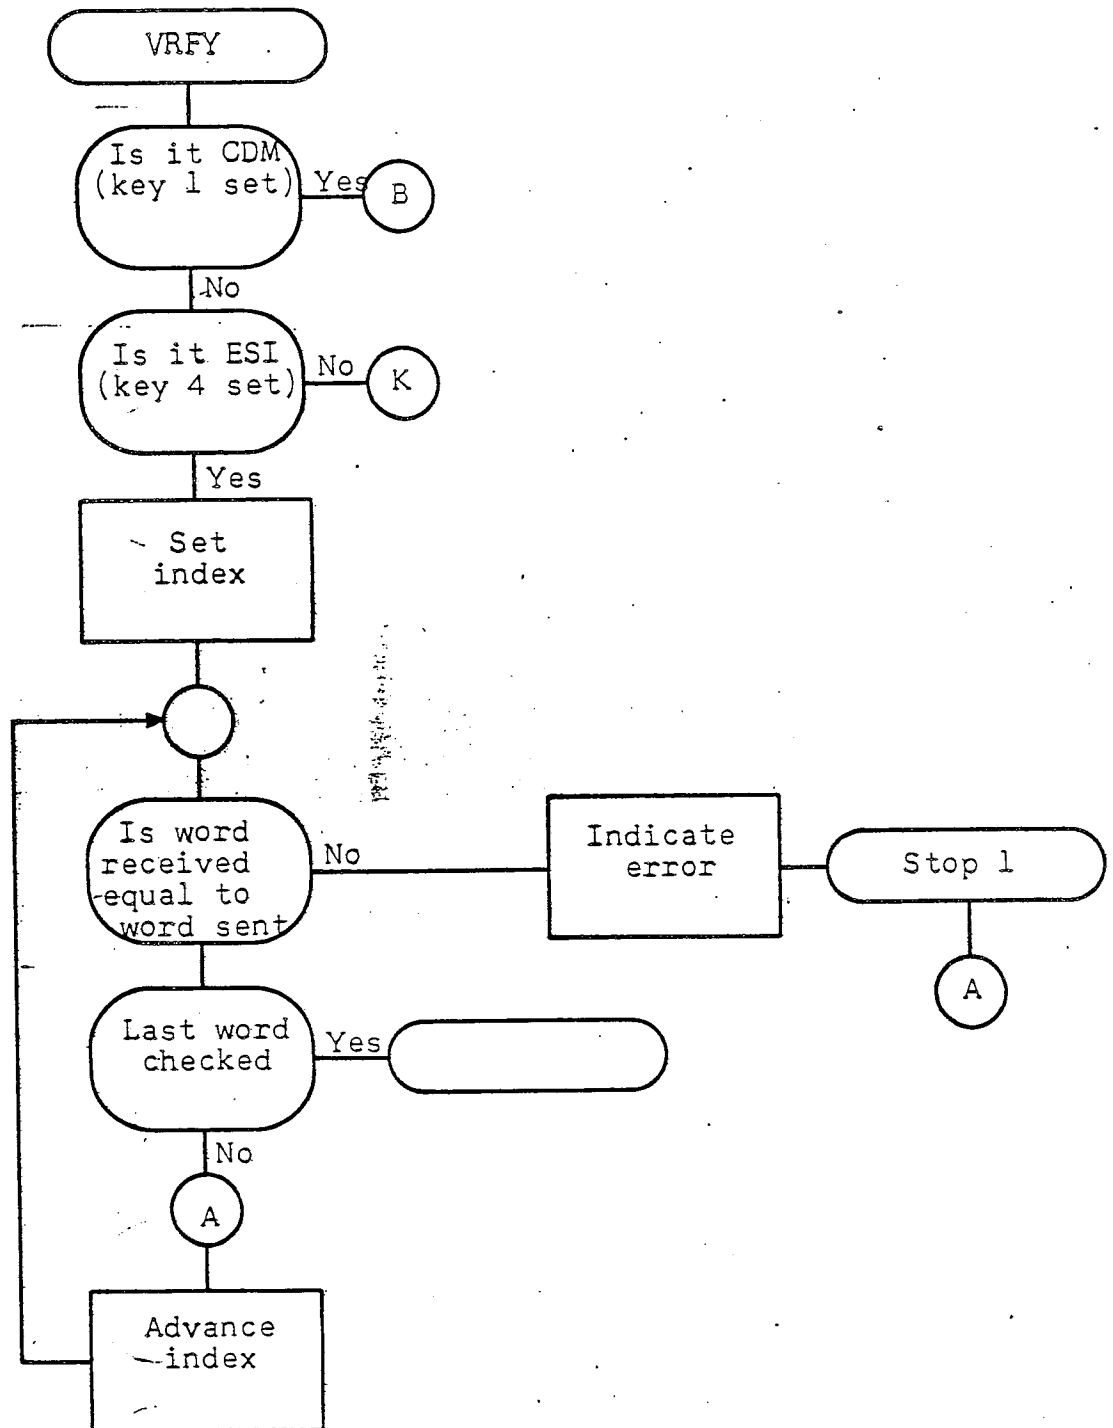 VRFY
Is it CDM
(key 1 set)
Yes
B
No
Is it ESI
(key 4 set)
No
K
Yes
Set
index
Is word
received
equal to
word sent
No
Indicate
error
Stop 1
A
Last word
checked
Yes
No
A
Advance
index